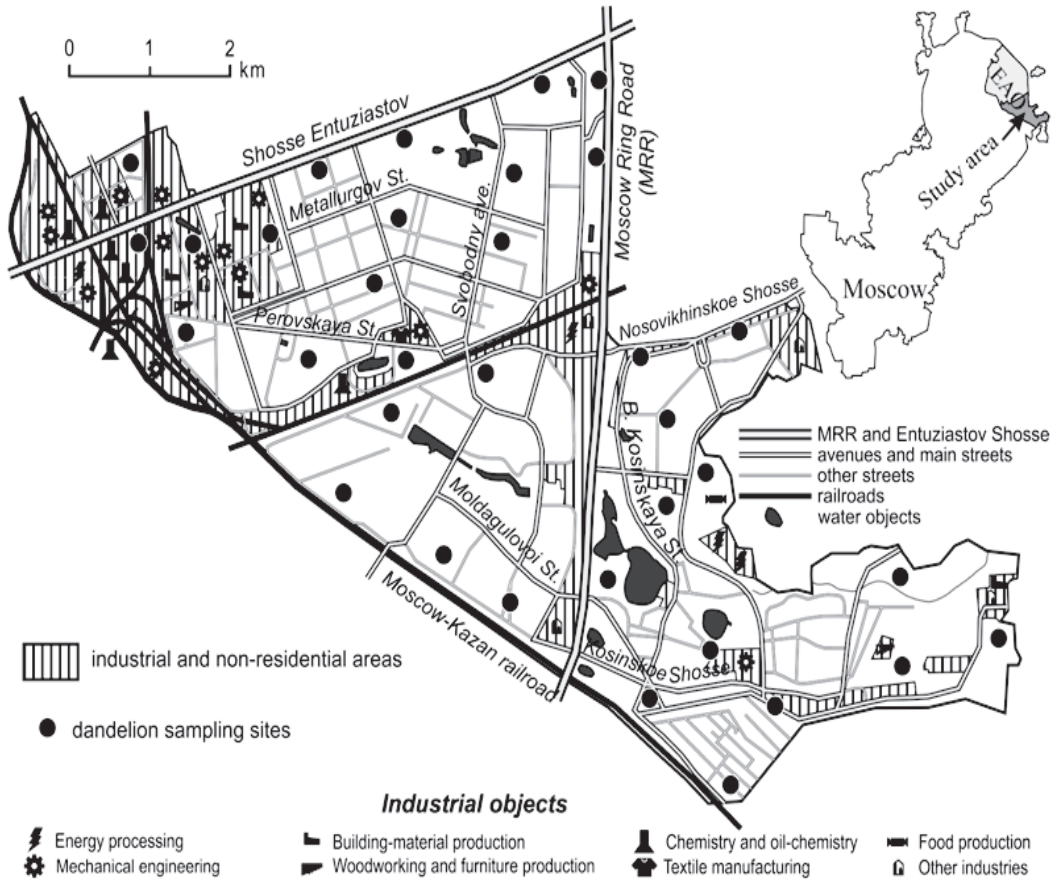 0 1 2
km
Shosse Entuziastov
Metallurgov St.
Svobodny ave.
Moscow Ring Road
(MRR)
Perovskaya St.
Nosovikhinskoe Shosse
B. Kosinskaya St.
Moldagulovoi St.
Moscow-Kazan railroad
Kosinskoe Shosse
EAO
Study area
Moscow
MRR and Entuziastov Shosse
avenues and main streets
other streets
railroads
water objects
industrial and non-residential areas
dandelion sampling sites
Industrial objects
Energy processing
Mechanical engineering
Building-material production
Woodworking and furniture production
Chemistry and oil-chemistry
Textile manufacturing
Food production
Other industries